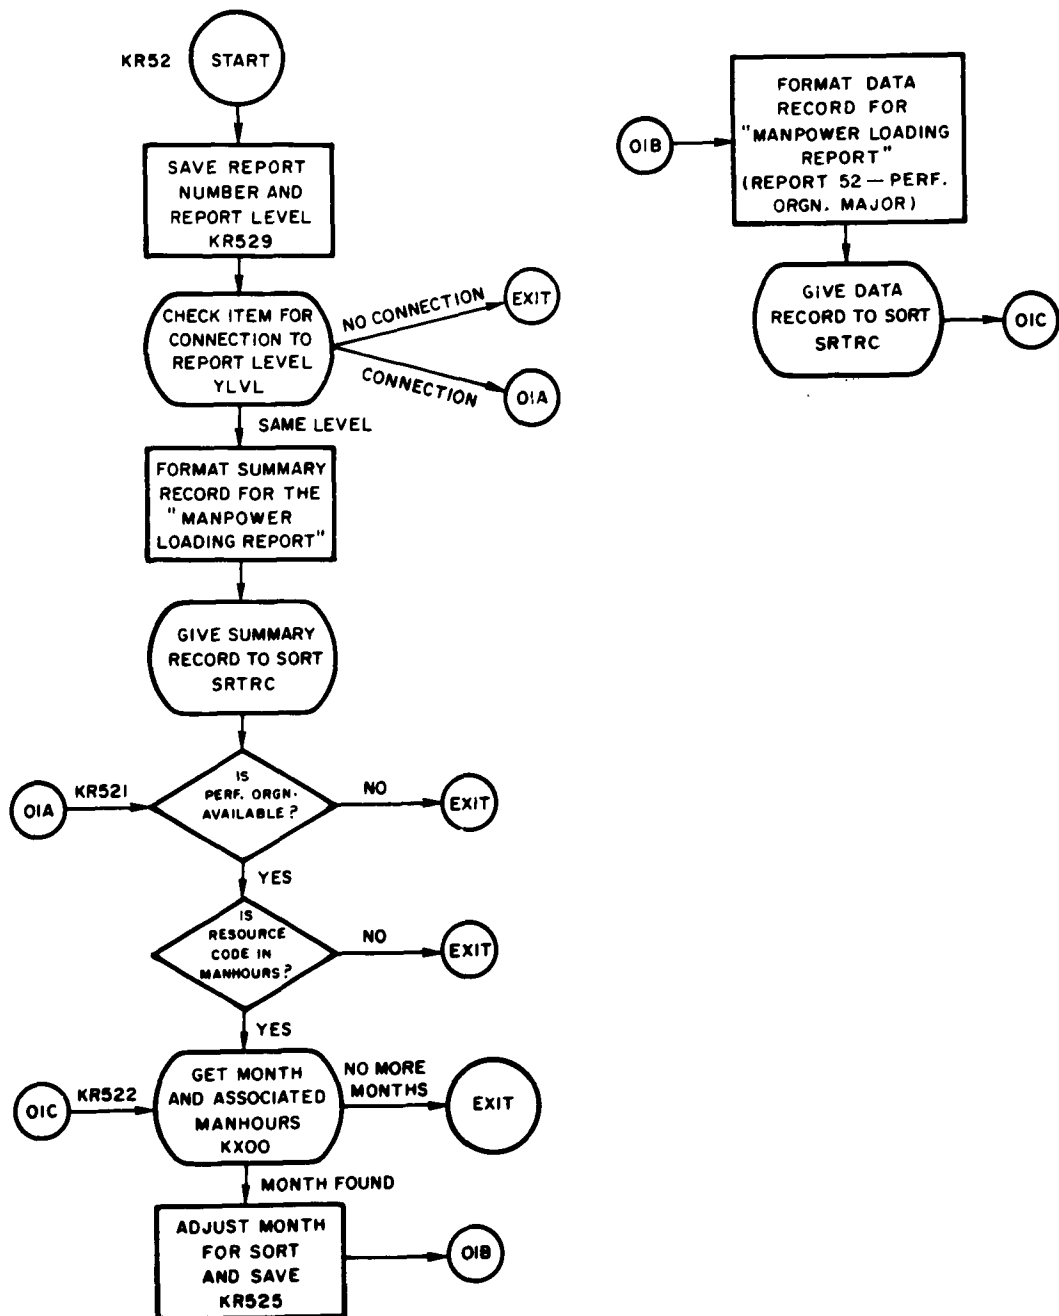 KR52
START
SAVE REPORT
NUMBER AND
REPORT LEVEL
KR529
CHECK ITEM FOR
CONNECTION TO
REPORT LEVEL
YLVL
NO CONNECTION
EXIT
CONNECTION
01A
SAME LEVEL
FORMAT SUMMARY
RECORD FOR THE
"MANPOWER
LOADING REPORT"
GIVE SUMMARY
RECORD TO SORT
SRTRC
01A
KR521
IS
PERF. ORGN.
AVAILABLE?
NO
EXIT
YES
IS
RESOURCE
CODE IN
MANHOURS?
NO
EXIT
YES
01C
KR522
GET MONTH
AND ASSOCIATED
MANHOURS
KX00
NO MORE
MONTHS
EXIT
MONTH FOUND
ADJUST MONTH
FOR SORT
AND SAVE
KR525
01B
01B
FORMAT DATA
RECORD FOR
"MANPOWER LOADING
REPORT"
(REPORT 52—PERF.
ORGN. MAJOR)
GIVE DATA
RECORD TO SORT
SRTRC
01C